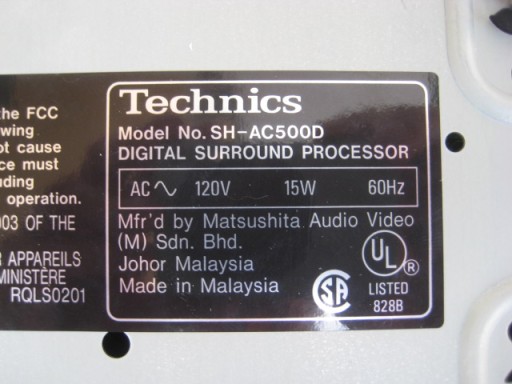 the FCC
wing
ot cause
ce must
uding
operation.
003 OF THE
R APPAREILS
MINISTÈRE
RQLS0201
Technics
Model No. SH-AC500D
DIGITAL SURROUND PROCESSOR
AC 120V 15W 60Hz
Mfr'd by Matsushita Audio Video
(M) Sdn. Bhd.
Johor Malaysia
Made in Malaysia
SA
UL ®
LISTED
828B